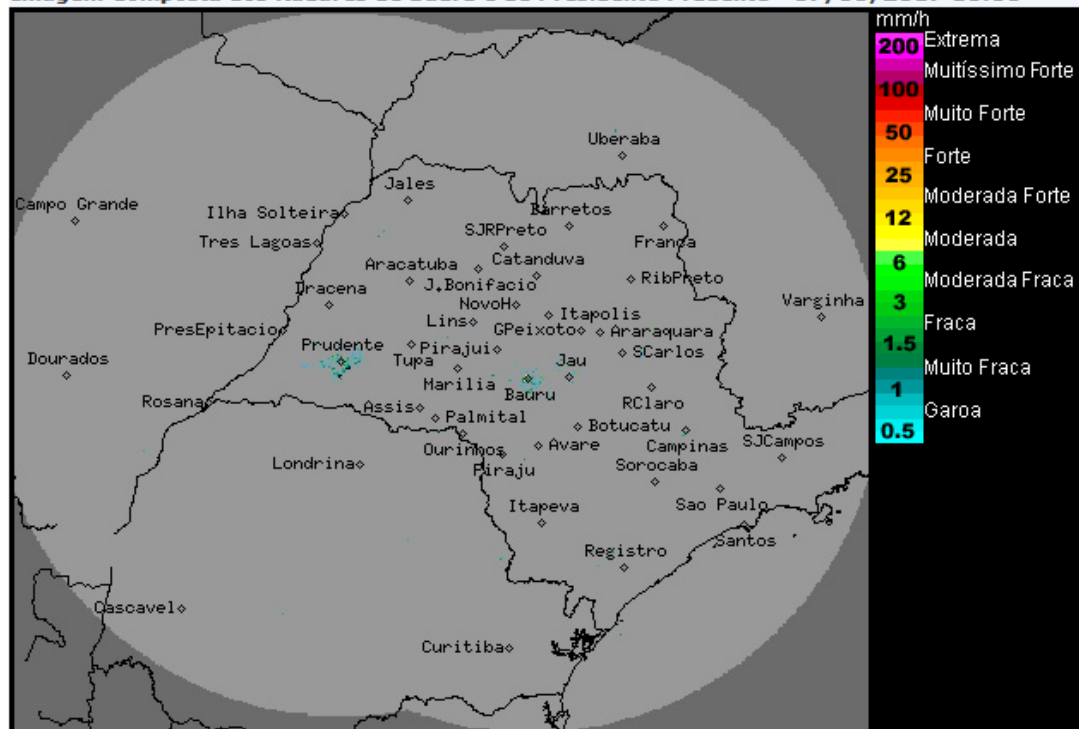 mm/h
200 Extrema
Muitíssimo Forte
100
Muito Forte
50
Forte
25
Moderada Forte
12
Moderada
6
Moderada Fraca
3
Fraca
1.5
Muito Fraca
1
Garoa
0.5
Uberaba
Jales
Campo Grande
Ilha Solteira
Barretos
SJRPreto
Franca
Tres Lagoas
Catanduva
Aracatuba
RibPreto
J.Bonifacio
Dracena
NovoH
Varginha
Itapolis
Lins
PresEpitacio
GPeixoto
Araraquara
Prudente
Pirajui
SCarlos
Dourados
Tupa
Jau
Marilia
Bauru
Rosana
Assis
RClaro
Palmital
Botucatu
Ourinhos
Avare
Campinas
SJCampos
Londrina
Piraju
Sorocaba
Itapeva
Sao Paulo
Santos
Registro
Cascavel
Curitiba